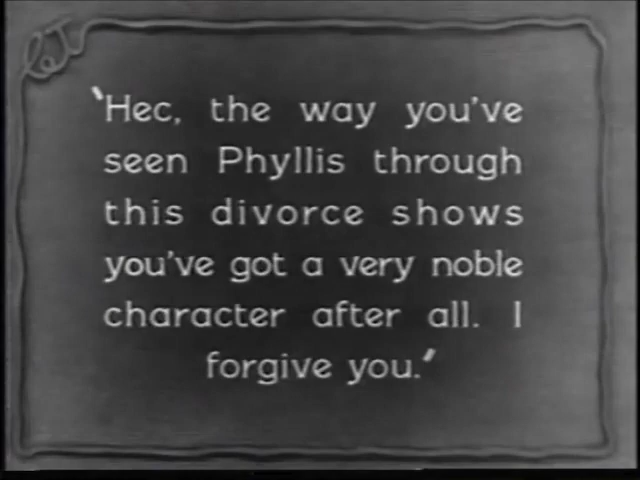 'Hec, the way you've
seen Phyllis through
this divorce shows
you've got a very noble
character after all. I
forgive you.'